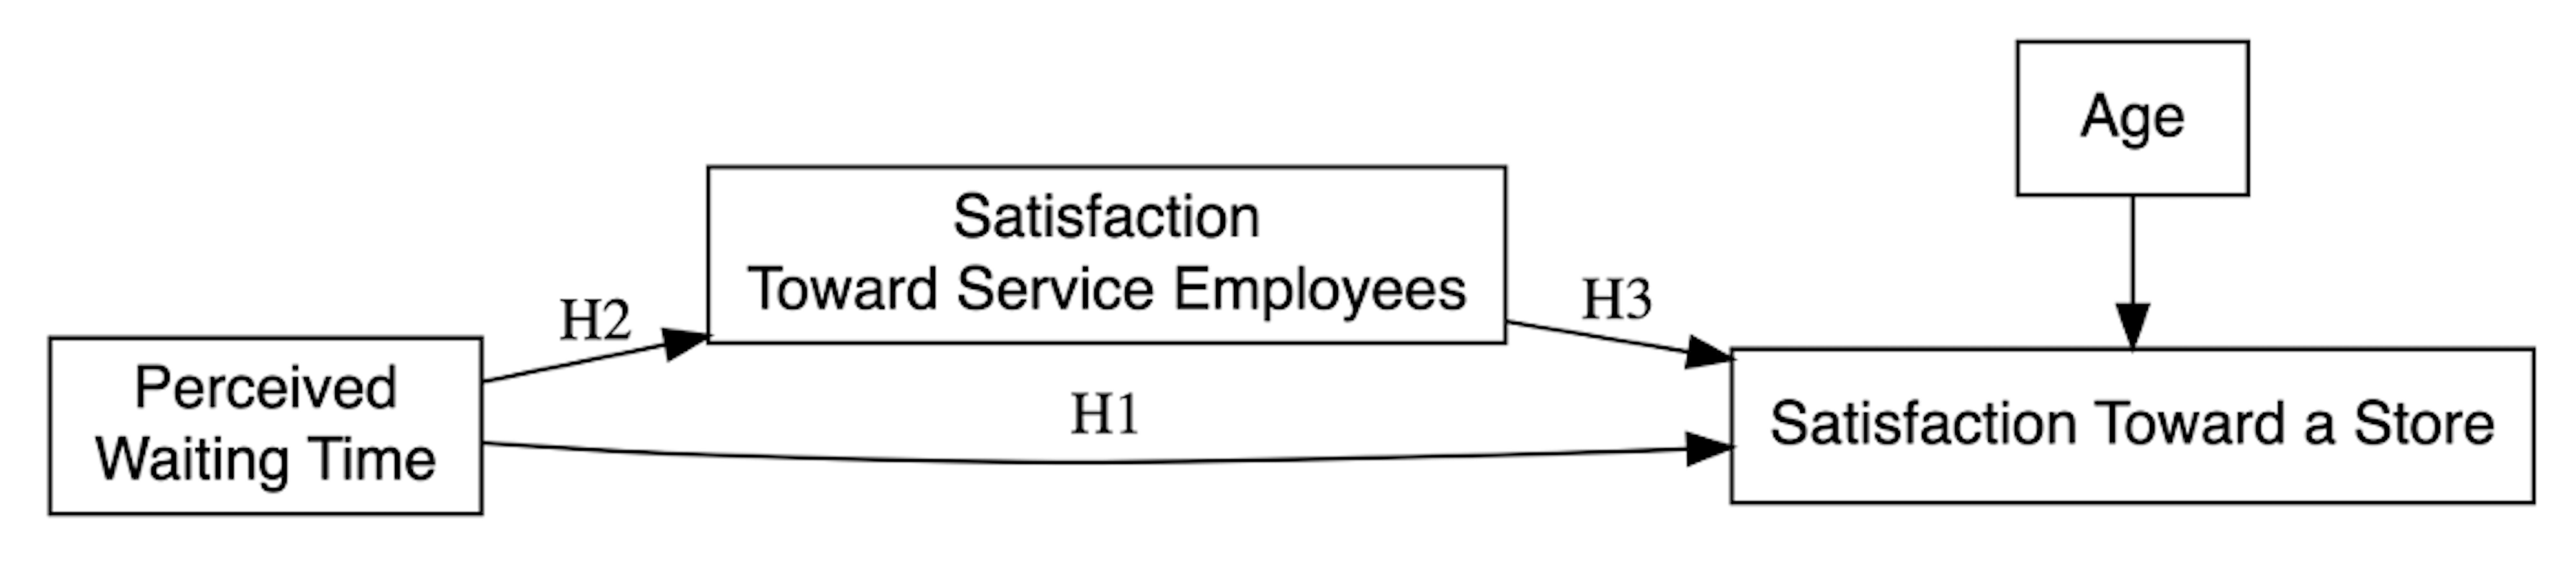 Age
Satisfaction
Toward Service Employees
H2
H3
Perceived
Waiting Time
H1
Satisfaction Toward a Store